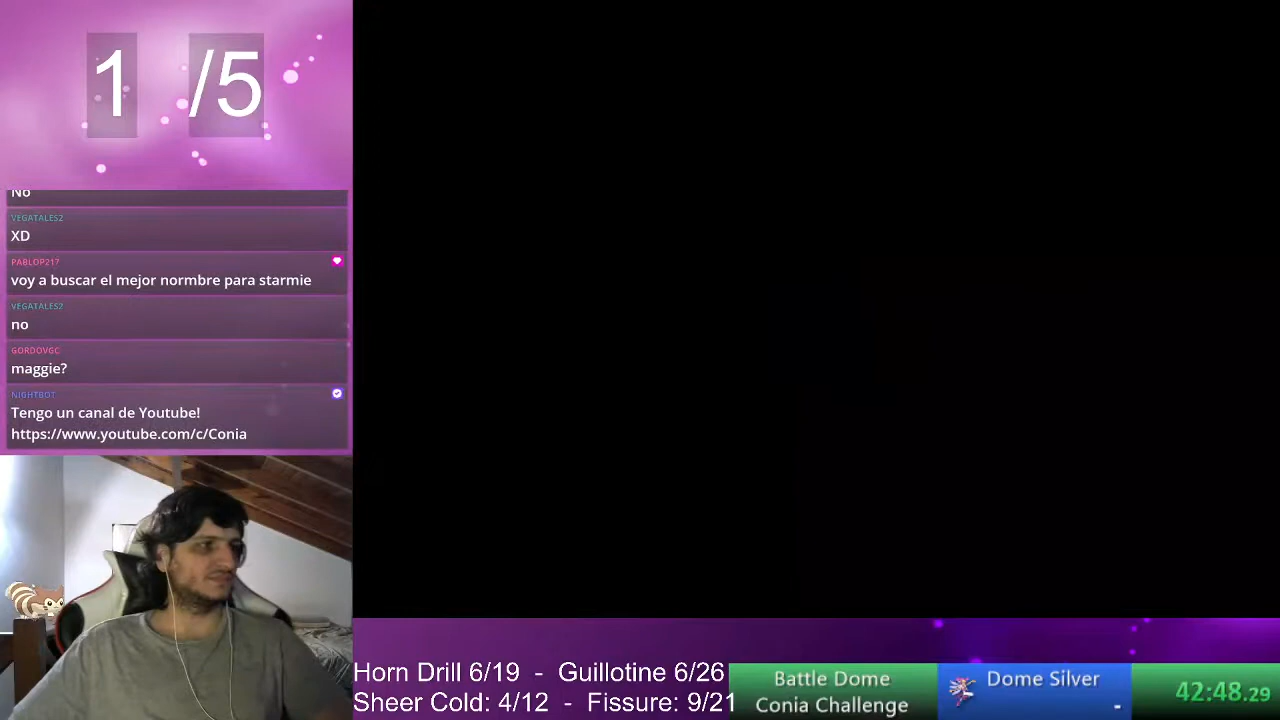 1 /5
No
VEGATALES2
XD
PABLOP217
voy a buscar el mejor normbre para starmie
VEGATALES2
no
GORDOVGC
maggie?
NIGHTBOT
Tengo un canal de Youtube!
https://www.youtube.com/c/Conia
Horn Drill 6/19 - Guillotine 6/26
Sheer Cold: 4/12 - Fissure: 9/21
Battle Dome
Conia Challenge
Dome Silver
-
42:48.29